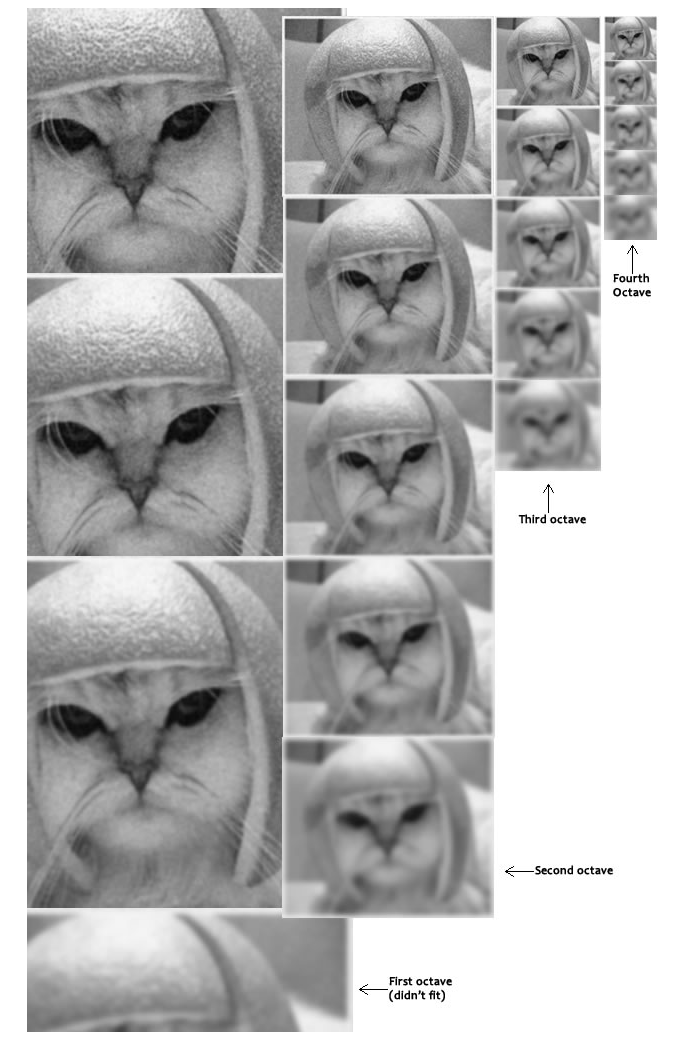 Fourth
Octave
Third octave
Second octave
First octave
(didn't fit)